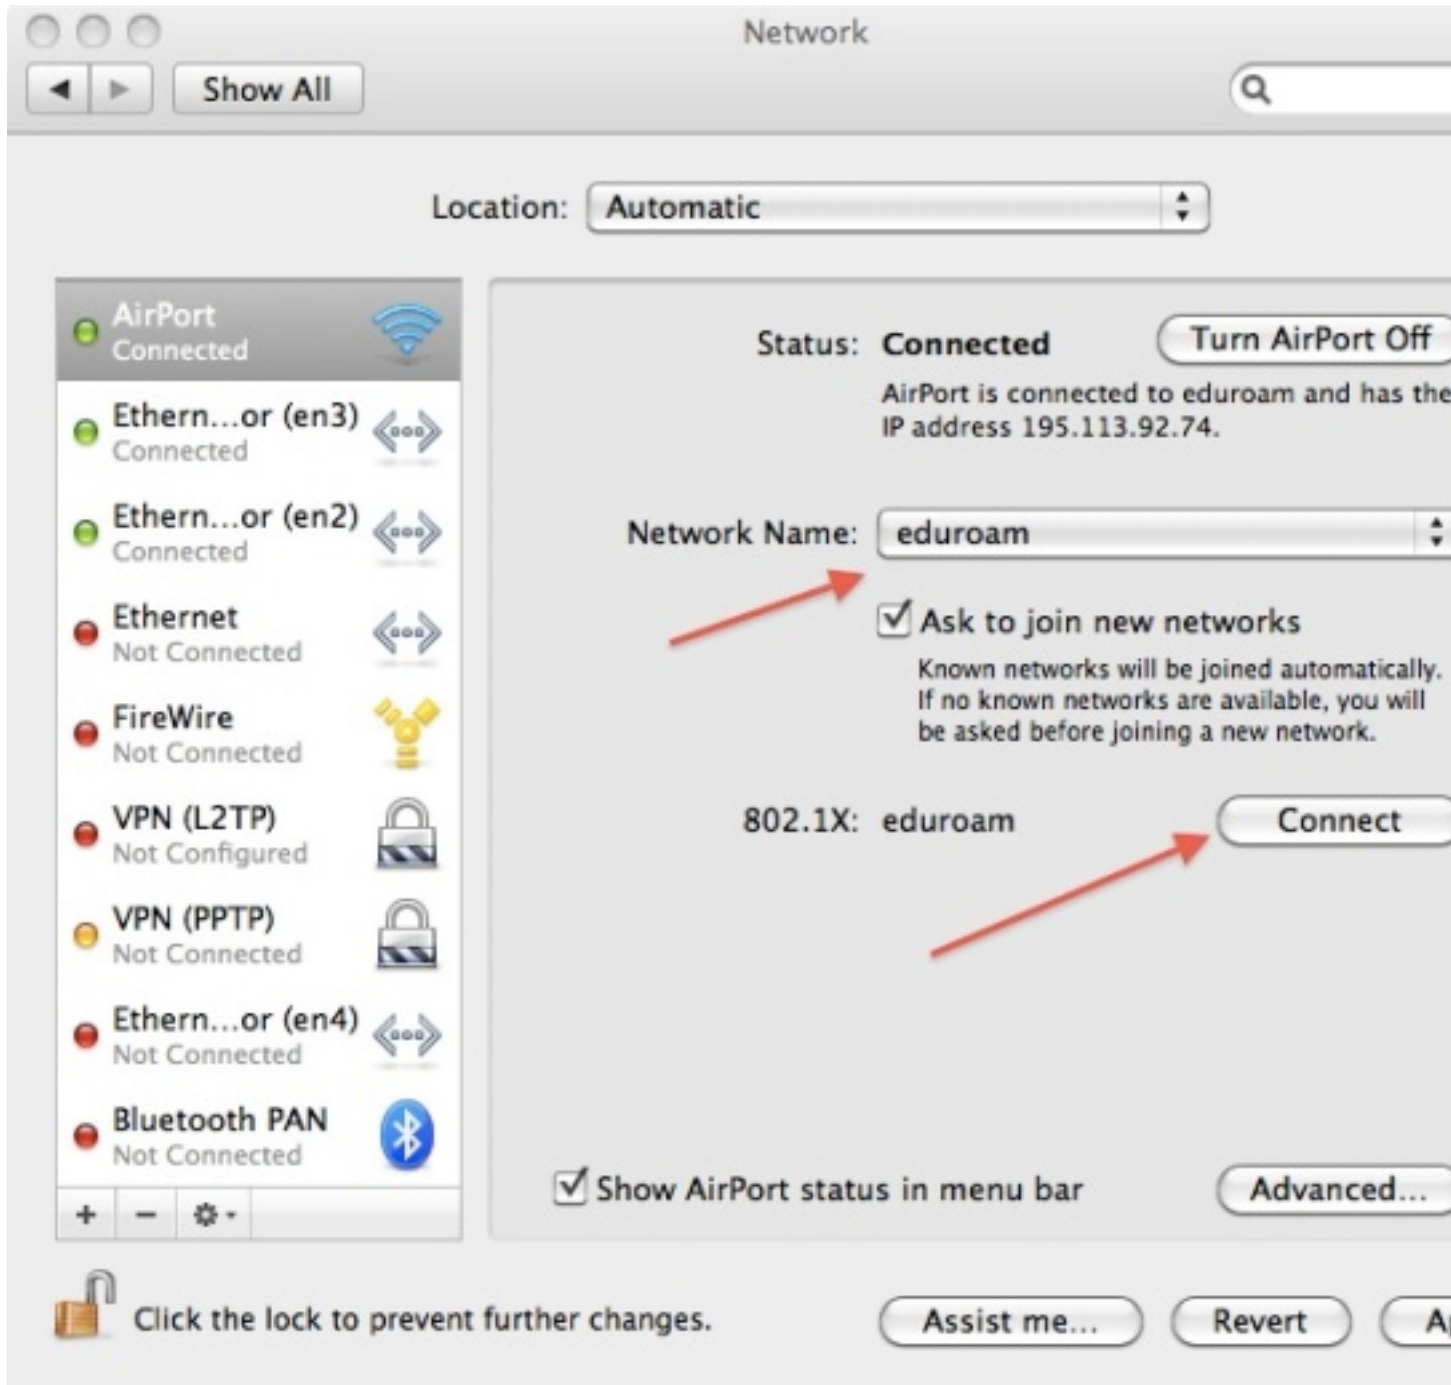 Network
Show All
Location: Automatic
AirPort
Connected
Ethern...or (en3)
Connected
Ethern...or (en2)
Connected
Ethernet
Not Connected
FireWire
Not Connected
VPN (L2TP)
Not Configured
VPN (PPTP)
Not Connected
Ethern...or (en4)
Not Connected
Bluetooth PAN
Not Connected
Status: Connected
Turn AirPort Off
AirPort is connected to eduroam and has the
IP address 195.113.92.74.
Network Name: eduroam
Ask to join new networks
Known networks will be joined automatically.
If no known networks are available, you will
be asked before joining a new network.
802.1X: eduroam
Connect
Show AirPort status in menu bar
Advanced...
Click the lock to prevent further changes.
Assist me...
Revert